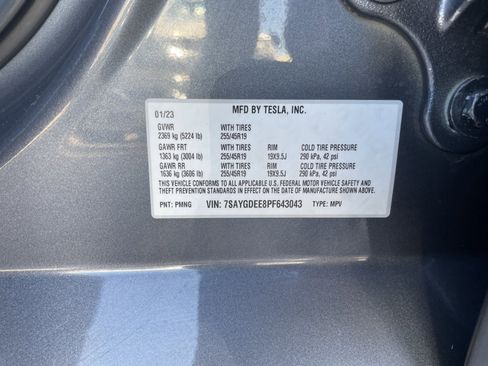 MFD BY TESLA, INC.
01/23
GVWR WITH TIRES
2369 kg (5224 lb) 255/45R19
GAWR FRT WITH TIRES RIM COLD TIRE PRESSURE
1363 kg (3004 lb) 255/45R19 19X9.5J 290 kPa, 42 psi
GAWR RR WITH TIRES RIM COLD TIRE PRESSURE
1636 kg (3606 lb) 255/45R19 19X9.5J 290 kPa, 42 psi
THIS VEHICLE CONFORMS TO ALL APPLICABLE U.S. FEDERAL MOTOR VEHICLE SAFETY AND
THEFT PREVENTION STANDARDS IN EFFECT ON THE DATE OF MANUFACTURE SHOWN ABOVE.
PNT: PMNG VIN: 7SAYGDEE8PF643043 TYPE: MPV